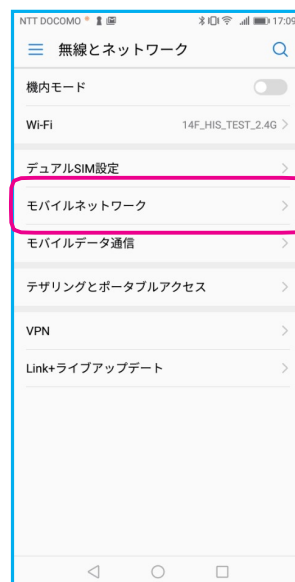 NTT DOCOMO 17:09
無線とネットワーク
機内モード
Wi-Fi 14F_HIS_TEST_2.4G
デュアルSIM設定
モバイルネットワーク
モバイルデータ通信
テザリングとポータブルアクセス
VPN
Link+ライブアップデート